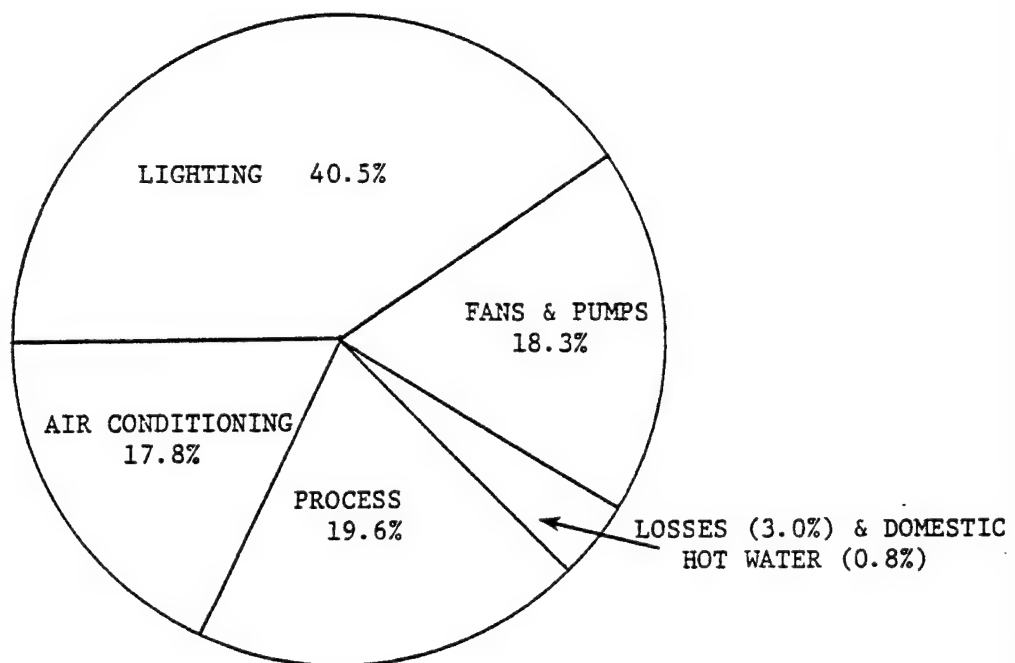 LIGHTING 40.5%
FANS & PUMPS
18.3%
AIR CONDITIONING
17.8%
PROCESS
19.6%
LOSSES (3.0%) & DOMESTIC
HOT WATER (0.8%)